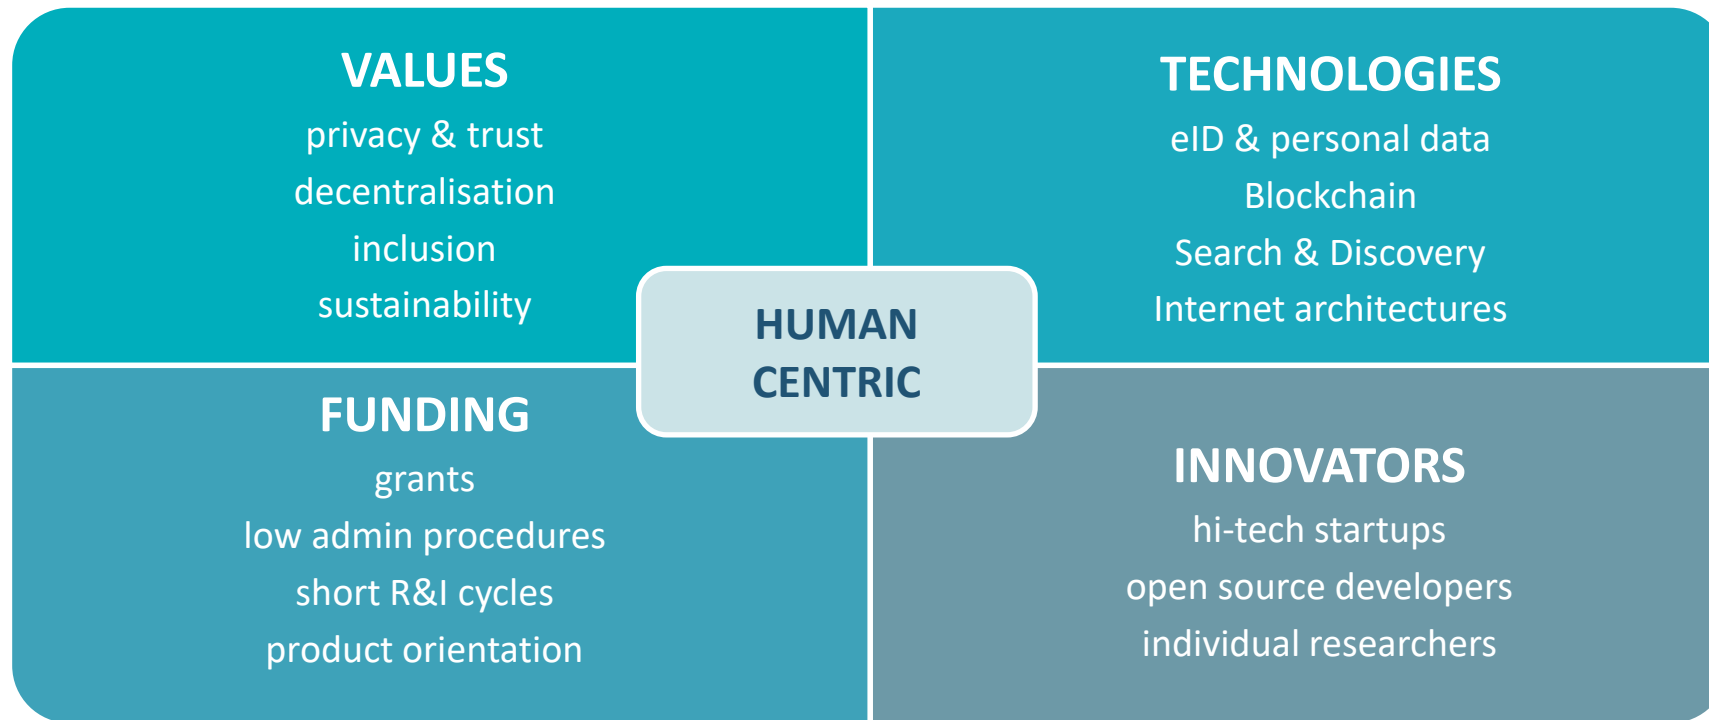 VALUES
privacy & trust
decentralisation
inclusion
sustainability
TECHNOLOGIES
eID & personal data
Blockchain
Search & Discovery
Internet architectures
HUMAN
CENTRIC
FUNDING
grants
low admin procedures
short R&I cycles
product orientation
INNOVATORS
hi-tech startups
open source developers
individual researchers